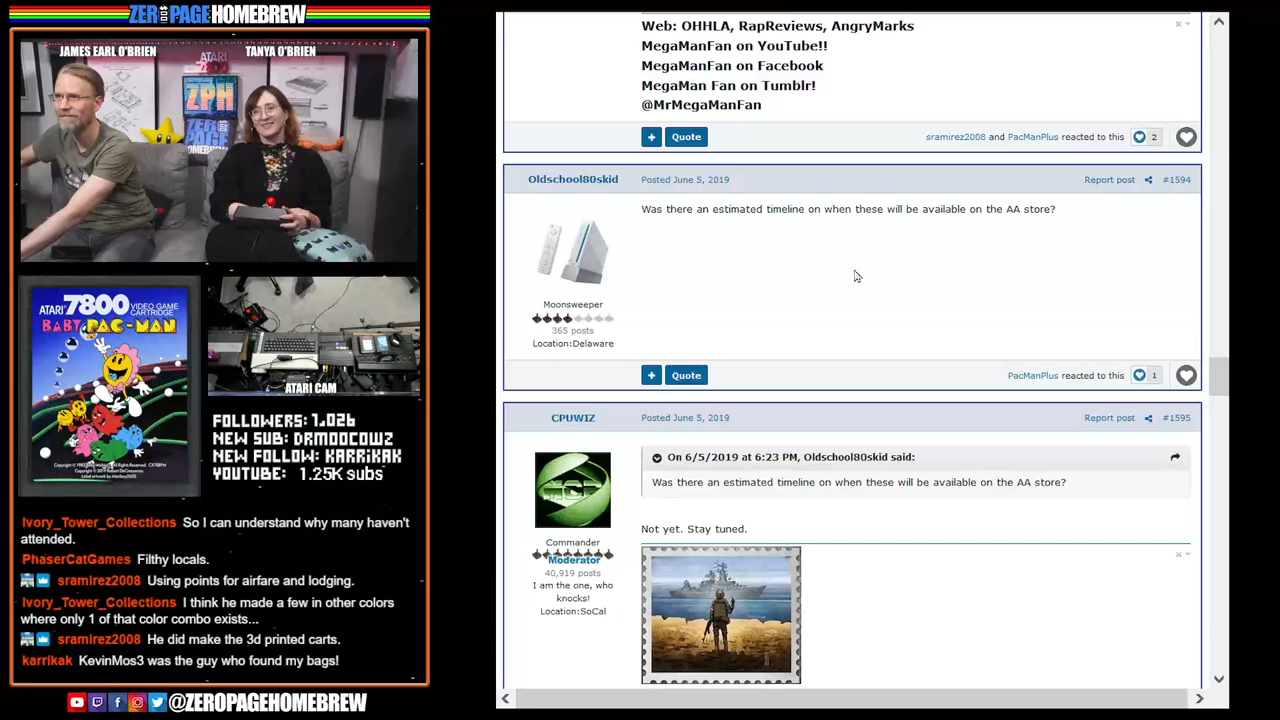 ZERO PAGE HOMEBREW
JAMES EARL O'BRIEN
TANYA O'BRIEN
ZPH
ZERO
PAGE
HOMEBREW
ATARI 7800 VIDEO GAME
CARTRIDGE
BABY PAC-MAN
ATARI CAM
FOLLOWERS: 1,026
NEW SUB: DRMOOCOWZ
NEW FOLLOW: KARRIKAK
YOUTUBE: 1.25K subs
Ivory_Tower_Collections So I can understand why many haven't
attended.
PhaserCatGames Filthy locals.
sramirez2008 Using points for airfare and lodging.
Ivory_Tower_Collections I think he made a few in other colors
where only 1 of that color combo exists...
sramirez2008 He did make the 3d printed carts.
karrikak KevinMos3 was the guy who found my bags!
@ZEROPAGEHOMEBREW
Web: OHHLA, RapReviews, AngryMarks
MegaManFan on YouTube!!
MegaManFan on Facebook
MegaMan Fan on Tumblr!
@MrMegaManFan
+ Quote
sramirez2008 and PacManPlus reacted to this 2
Oldschool80skid
Posted June 5, 2019
Report post #1594
Was there an estimated timeline on when these will be available on the AA store?
Moonsweeper
365 posts
Location:Delaware
+ Quote
PacManPlus reacted to this 1
CPUWIZ
Posted June 5, 2019
Report post #1595
On 6/5/2019 at 6:23 PM, Oldschool80skid said:
Was there an estimated timeline on when these will be available on the AA store?
Not yet. Stay tuned.
Commander
Moderator
40,919 posts
I am the one, who
knocks!
Location:SoCal